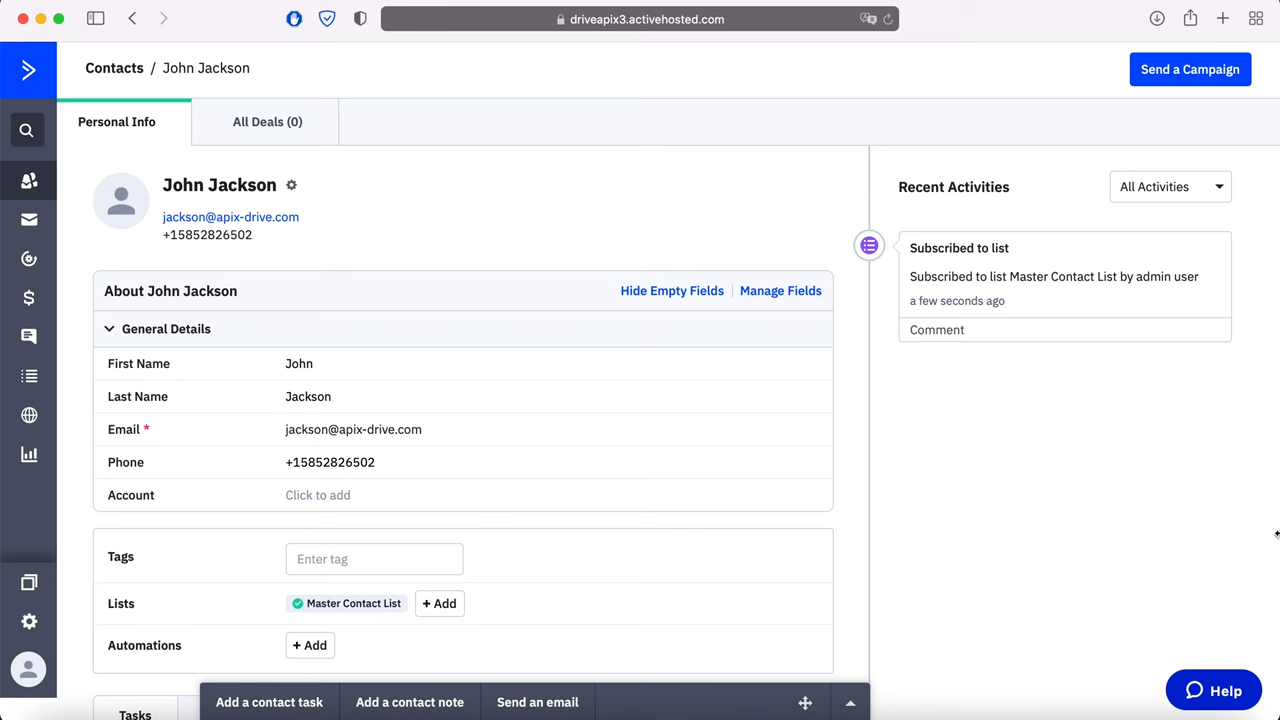 driveapix3.activehosted.com
Contacts / John Jackson
Send a Campaign
Personal Info
All Deals (0)
John Jackson
jackson@apix-drive.com
+15852826502
About John Jackson
Hide Empty Fields
Manage Fields
General Details
First Name John
Last Name Jackson
Email * jackson@apix-drive.com
Phone +15852826502
Account Click to add
Tags Enter tag
Lists Master Contact List + Add
Automations + Add
Tasks
Add a contact task
Add a contact note
Send an email
Recent Activities
All Activities
Subscribed to list
Subscribed to list Master Contact List by admin user
a few seconds ago
Comment
Help